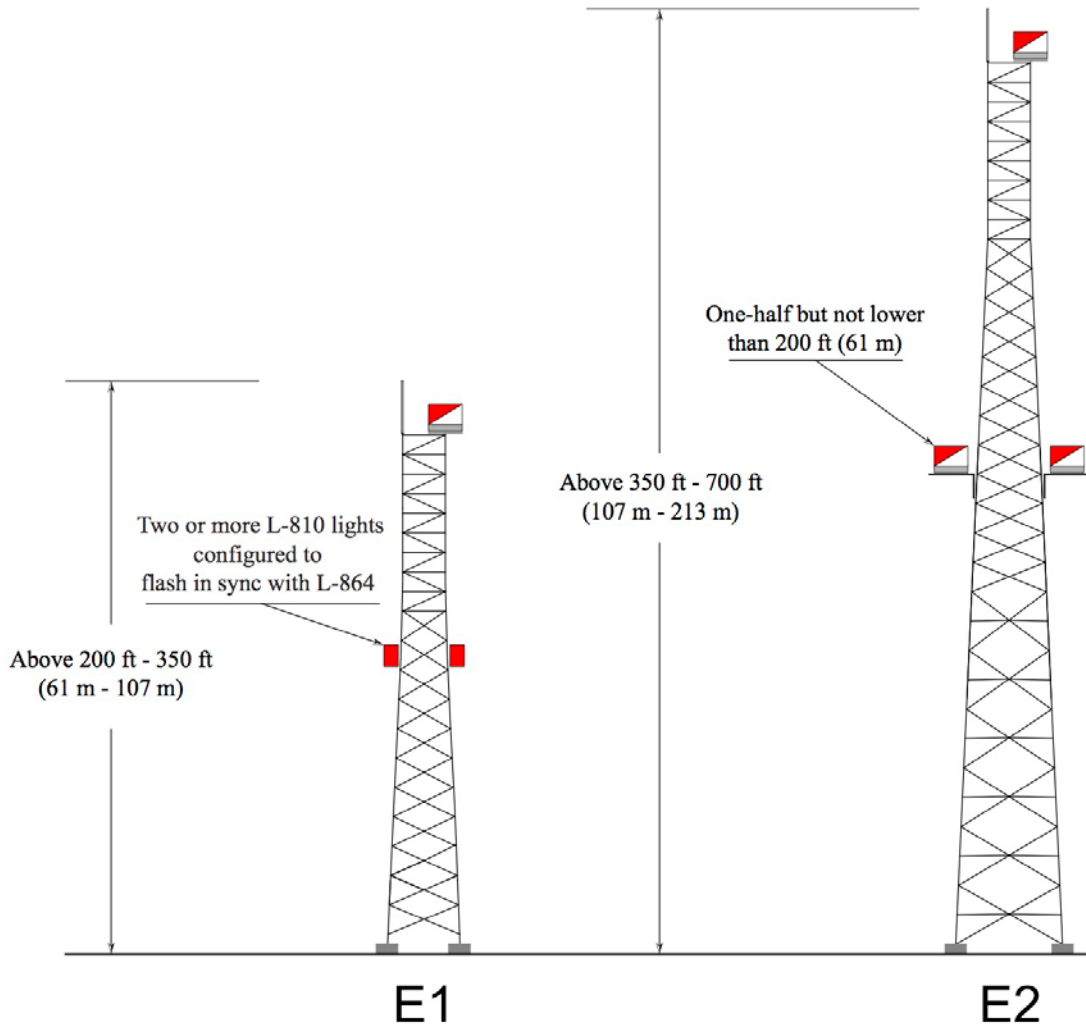 One-half but not lower
than 200 ft (61 m)
Above 350 ft - 700 ft
(107 m - 213 m)
Two or more L-810 lights
configured to
flash in sync with L-864
Above 200 ft - 350 ft
(61 m - 107 m)
E1
E2